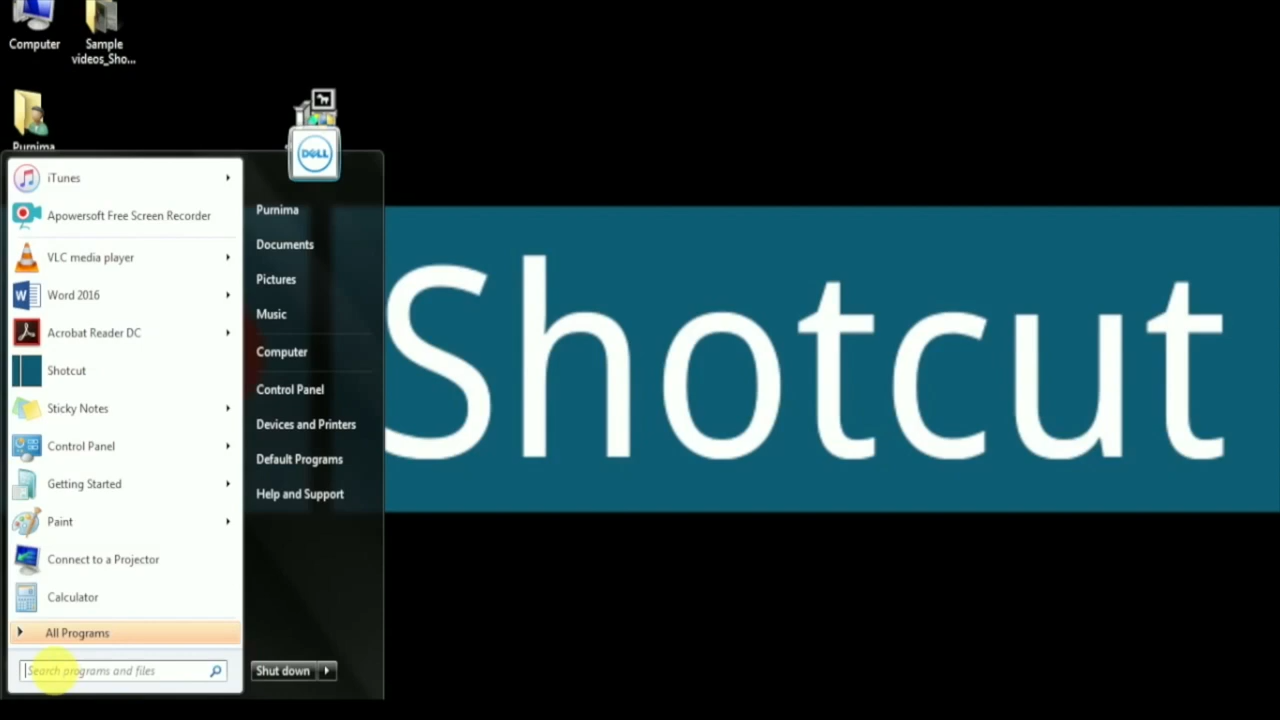 Computer
Sample
videos_Sho...
Purnima
DELL
iTunes
Apowersoft Free Screen Recorder
VLC media player
Word 2016
Acrobat Reader DC
Shotcut
Sticky Notes
Control Panel
Getting Started
Paint
Connect to a Projector
Calculator
All Programs
Search programs and files
Purnima
Documents
Pictures
Music
Computer
Control Panel
Devices and Printers
Default Programs
Help and Support
Shut down
Shotcut